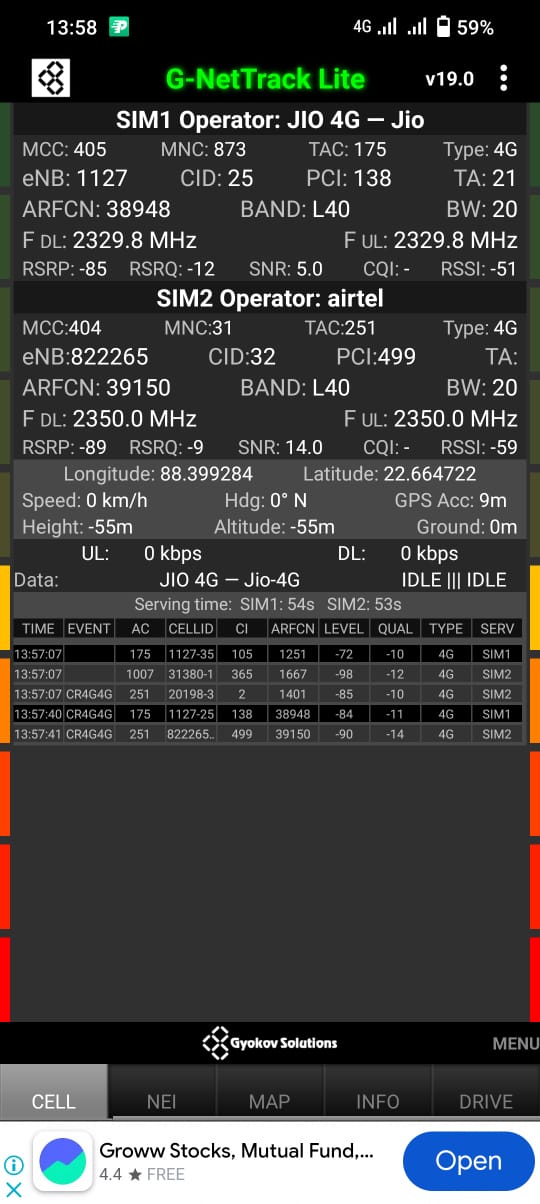 13:58 4G 59%
G-NetTrack Lite v19.0
SIM1 Operator: JIO 4G — Jio
MCC: 405 MNC: 873 TAC: 175 Type: 4G
eNB: 1127 CID: 25 PCI: 138 TA: 21
ARFCN: 38948 BAND: L40 BW: 20
F DL: 2329.8 MHz F UL: 2329.8 MHz
RSRP: -85 RSRQ: -12 SNR: 5.0 CQI: - RSSI: -51
SIM2 Operator: airtel
MCC:404 MNC:31 TAC:251 Type: 4G
eNB:822265 CID:32 PCI:499 TA:
ARFCN: 39150 BAND: L40 BW: 20
F DL: 2350.0 MHz F UL: 2350.0 MHz
RSRP: -89 RSRQ: -9 SNR: 14.0 CQI: - RSSI: -59
Longitude: 88.399284 Latitude: 22.664722
Speed: 0 km/h Hdg: 0° N GPS Acc: 9m
Height: -55m Altitude: -55m Ground: 0m
UL: 0 kbps DL: 0 kbps
Data: JIO 4G — Jio-4G IDLE ||| IDLE
Serving time: SIM1: 54s SIM2: 53s
TIME EVENT AC CELLID CI ARFCN LEVEL QUAL TYPE SERV
13:57:07 175 1127-35 105 1251 -72 -10 4G SIM1
13:57:07 1007 31380-1 365 1667 -98 -12 4G SIM2
13:57:07 CR4G4G 251 20198-3 2 1401 -85 -10 4G SIM2
13:57:40 CR4G4G 175 1127-25 138 38948 -84 -11 4G SIM1
13:57:41 CR4G4G 251 822265.. 499 39150 -90 -14 4G SIM2
Gyokov Solutions MENU
CELL NEI MAP INFO DRIVE
Groww Stocks, Mutual Fund,...
4.4 ★ FREE
Open